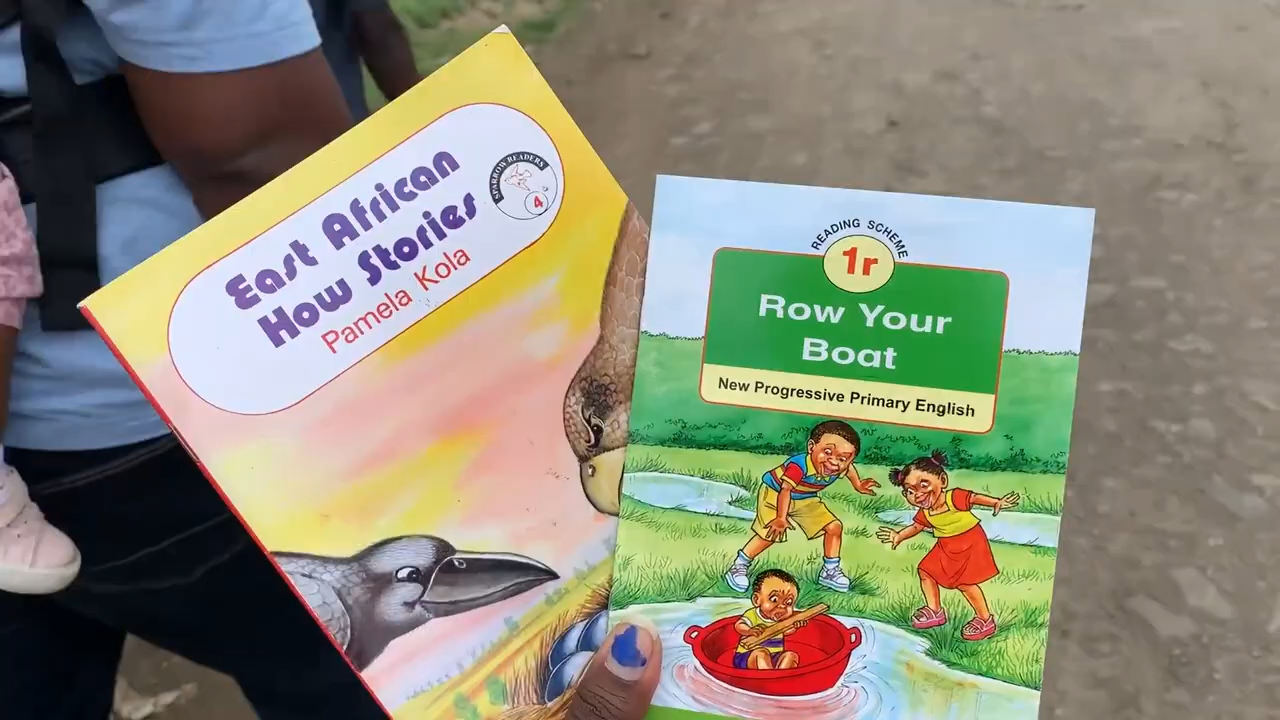 East African
How Stories
Pamela Kola
SPARROW READERS
4
READING SCHEME
1r
Row Your
Boat
New Progressive Primary English